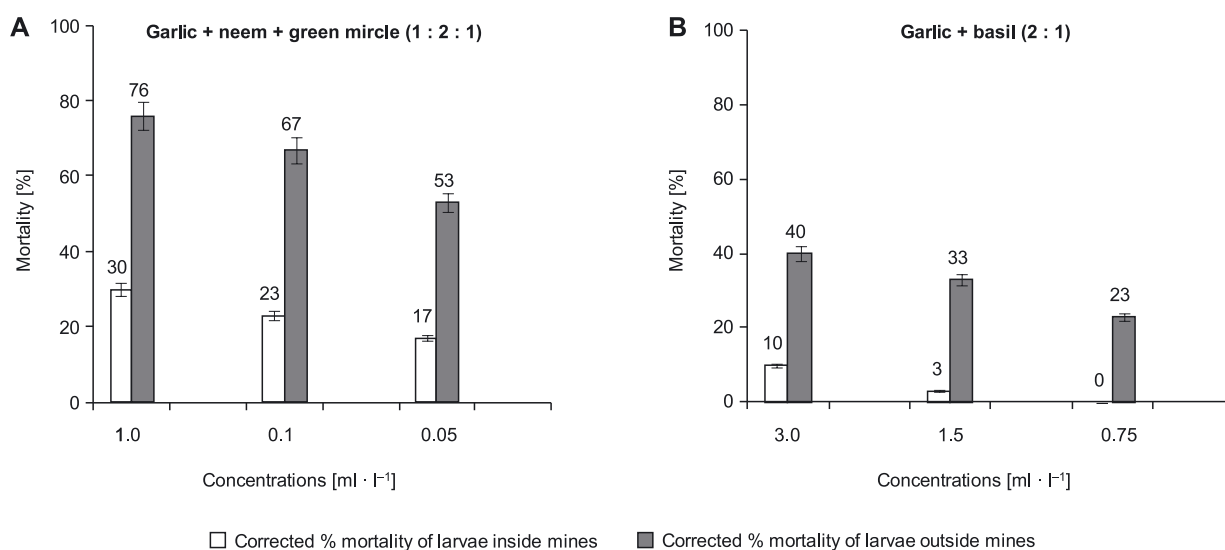 A
Garlic + neem + green mircle (1 : 2 : 1)
Mortality [%]
100
80
60
40
20
0
76
67
53
30
23
17
1.0 0.1 0.05
Concentrations [ml · l⁻¹]
B
Garlic + basil (2 : 1)
Mortality [%]
100
80
60
40
20
0
40
33
23
10
3
0
3.0 1.5 0.75
Concentrations [ml · l⁻¹]
Corrected % mortality of larvae inside mines Corrected % mortality of larvae outside mines